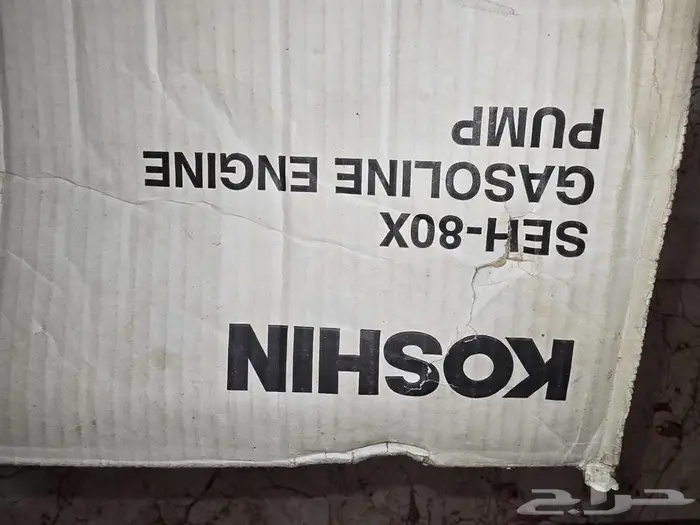 KOSHIN
SEH-80X
GASOLINE ENGINE
PUMP
حراج